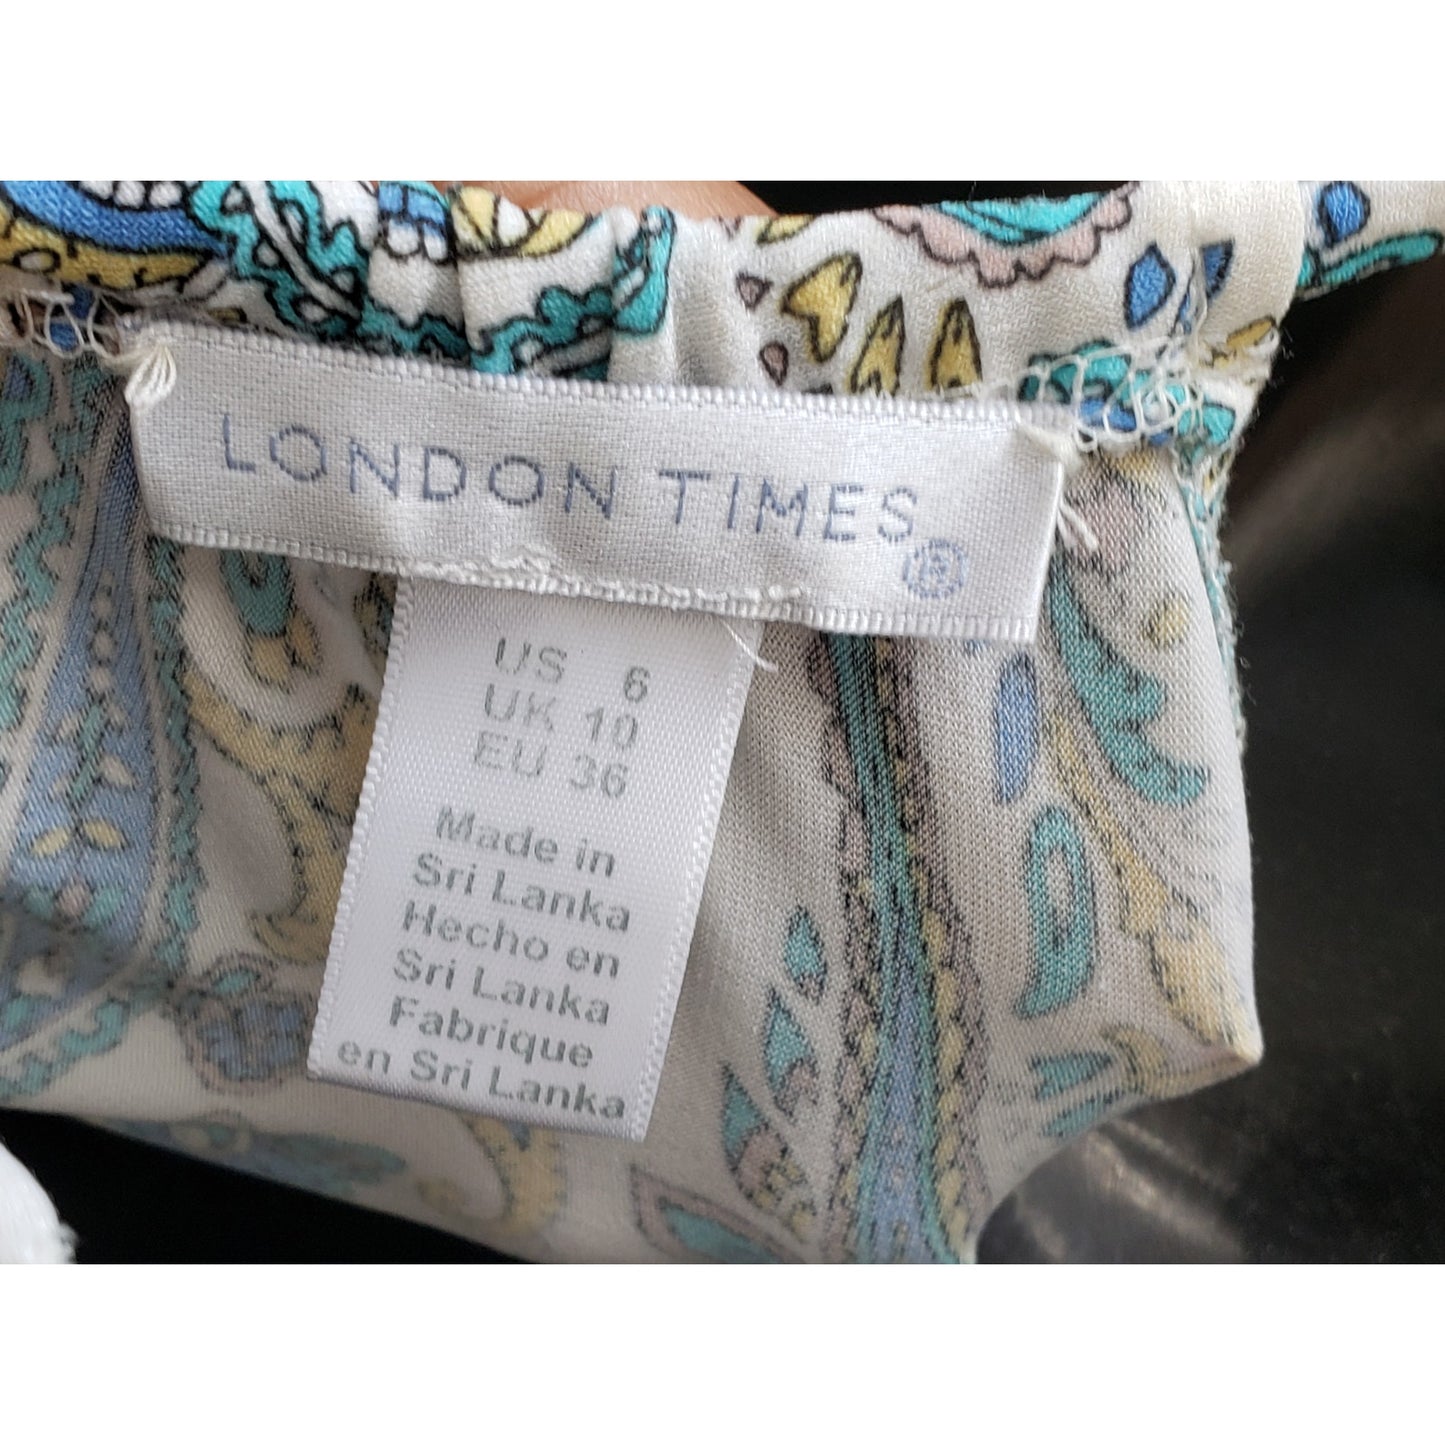 LONDON TIMES ®
US 6
UK 10
EU 36
Made in
Sri Lanka
Hecho en
Sri Lanka
Fabrique
en Sri Lanka